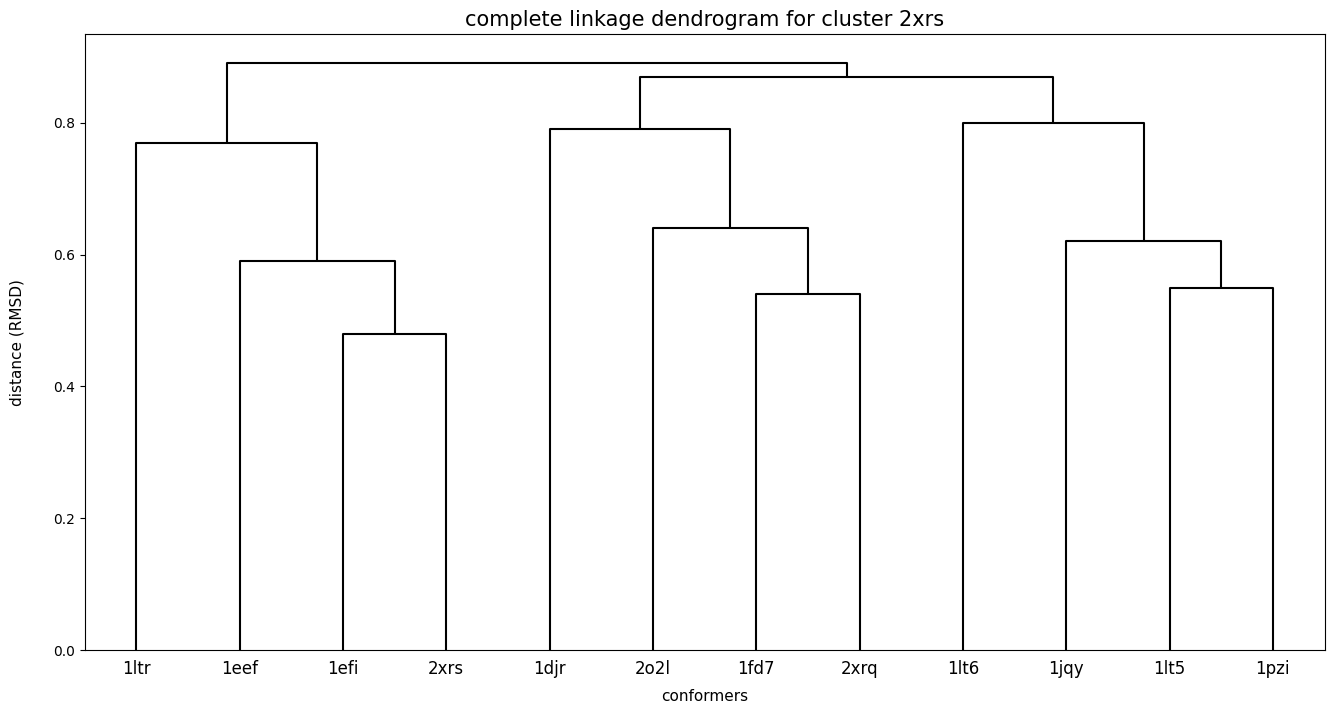 complete linkage dendrogram for cluster 2xrs
distance (RMSD)
0.8
0.6
0.4
0.2
0.0
1ltr 1eef 1efi 2xrs 1djr 2o2l 1fd7 2xrq 1lt6 1jqy 1lt5 1pzi
conformers